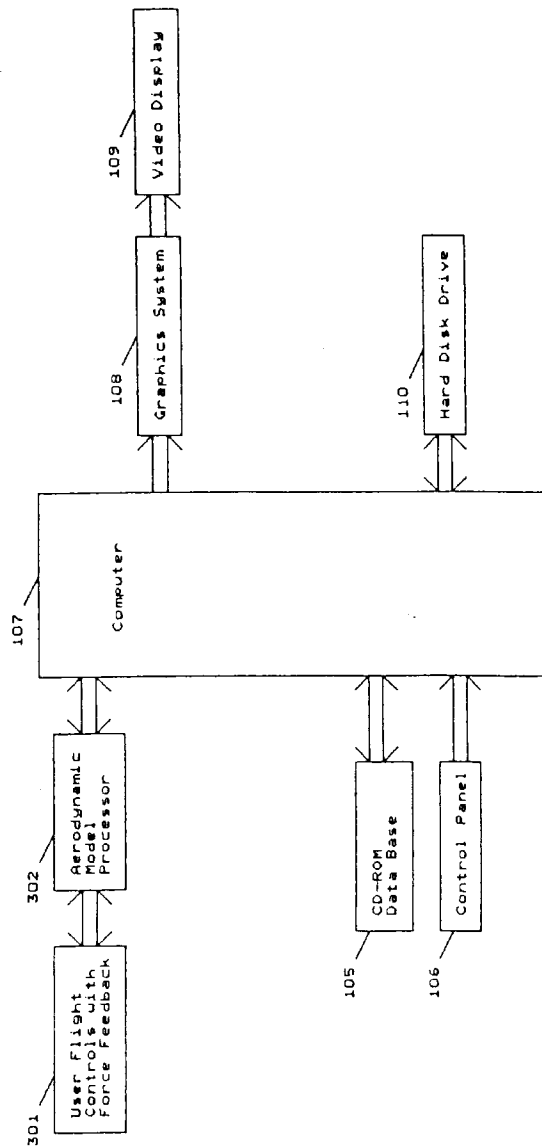 301
User Flight
Controls with
Force Feedback
302
Aerodynamic
Model
Processor
107
Computer
108
Graphics System
109
Video Display
105
CD-ROM
Data Base
106
Control Panel
110
Hard Disk Drive